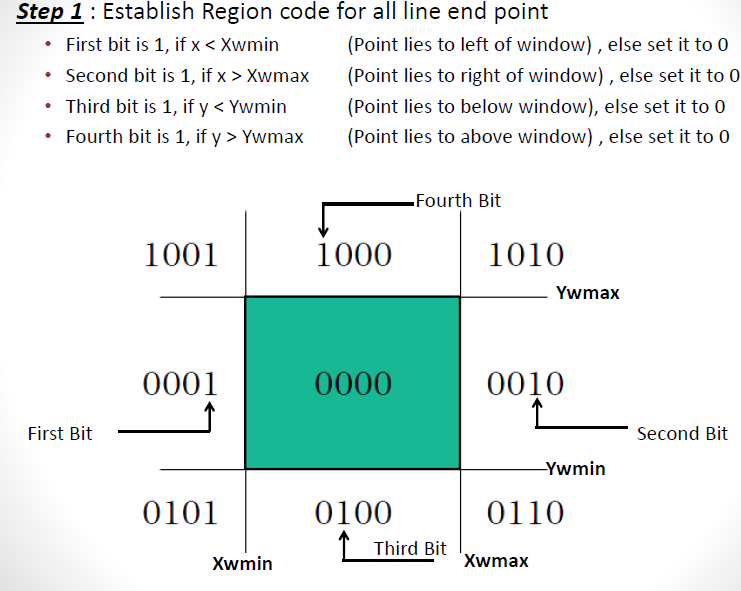 Step 1 : Establish Region code for all line end point
• First bit is 1, if x < Xwmin (Point lies to left of window) , else set it to 0
• Second bit is 1, if x > Xwmax (Point lies to right of window) , else set it to 0
• Third bit is 1, if y < Ywmin (Point lies to below window), else set it to 0
• Fourth bit is 1, if y > Ywmax (Point lies to above window) , else set it to 0
Fourth Bit
1001 1000 1010
Ywmax
0001 0000 0010
First Bit Second Bit
Ywmin
0101 0100 0110
Third Bit
Xwmin Xwmax